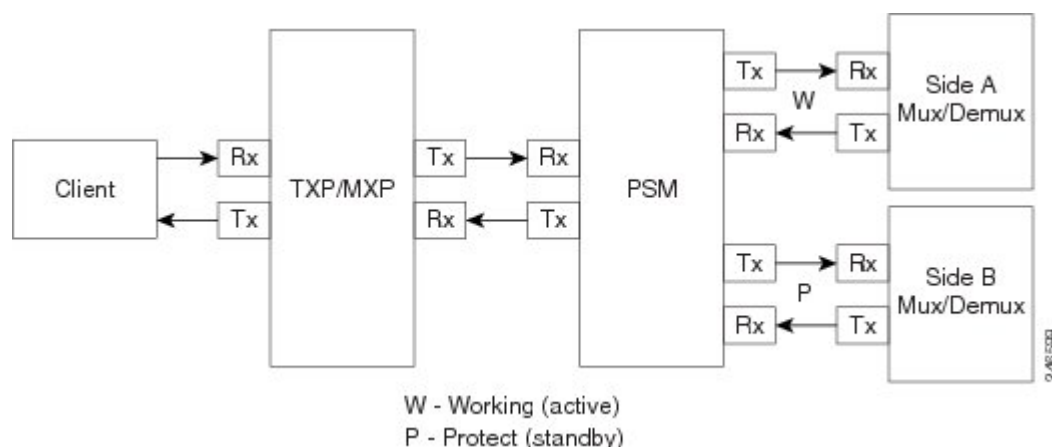 Client
Rx
Tx
TXP/MXP
Tx
Rx
Rx
Tx
PSM
Tx
Rx
W
Rx
Tx
Side A
Mux/Demux
Tx
Rx
P
Rx
Tx
Side B
Mux/Demux
W - Working (active)
P - Protect (standby)